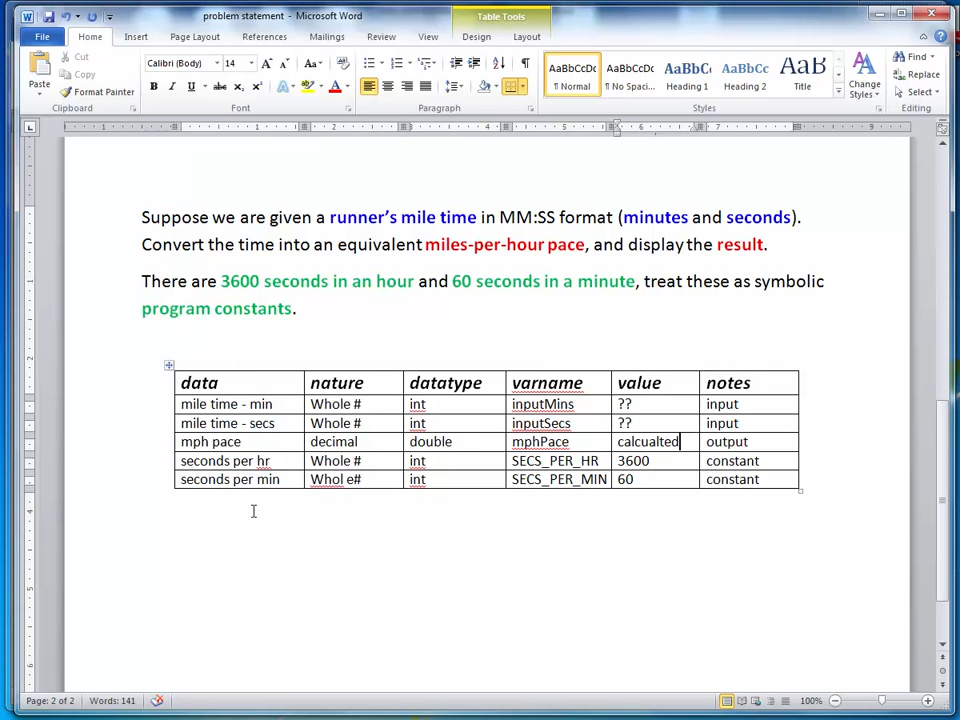 problem statement - Microsoft Word
Table Tools
File Home Insert Page Layout References Mailings Review View Design Layout
Cut
Copy
Format Painter
Paste
Clipboard
Calibri (Body) 14
Font
Paragraph
AaBbCcDc AaBbCcDc AaBbC AaBbCc AaBb
¶ Normal ¶ No Spaci... Heading 1 Heading 2 Title
Change Styles
Styles
Find
Replace
Select
Editing
Suppose we are given a runner's mile time in MM:SS format (minutes and seconds).
Convert the time into an equivalent miles-per-hour pace, and display the result.
There are 3600 seconds in an hour and 60 seconds in a minute, treat these as symbolic
program constants.
data nature datatype varname value notes
mile time - min Whole # int inputMins ?? input
mile time - secs Whole # int inputSecs ?? input
mph pace decimal double mphPace calcualted output
seconds per hr Whole # int SECS_PER_HR 3600 constant
seconds per min Whol e# int SECS_PER_MIN 60 constant
Page: 2 of 2 Words: 141 100%